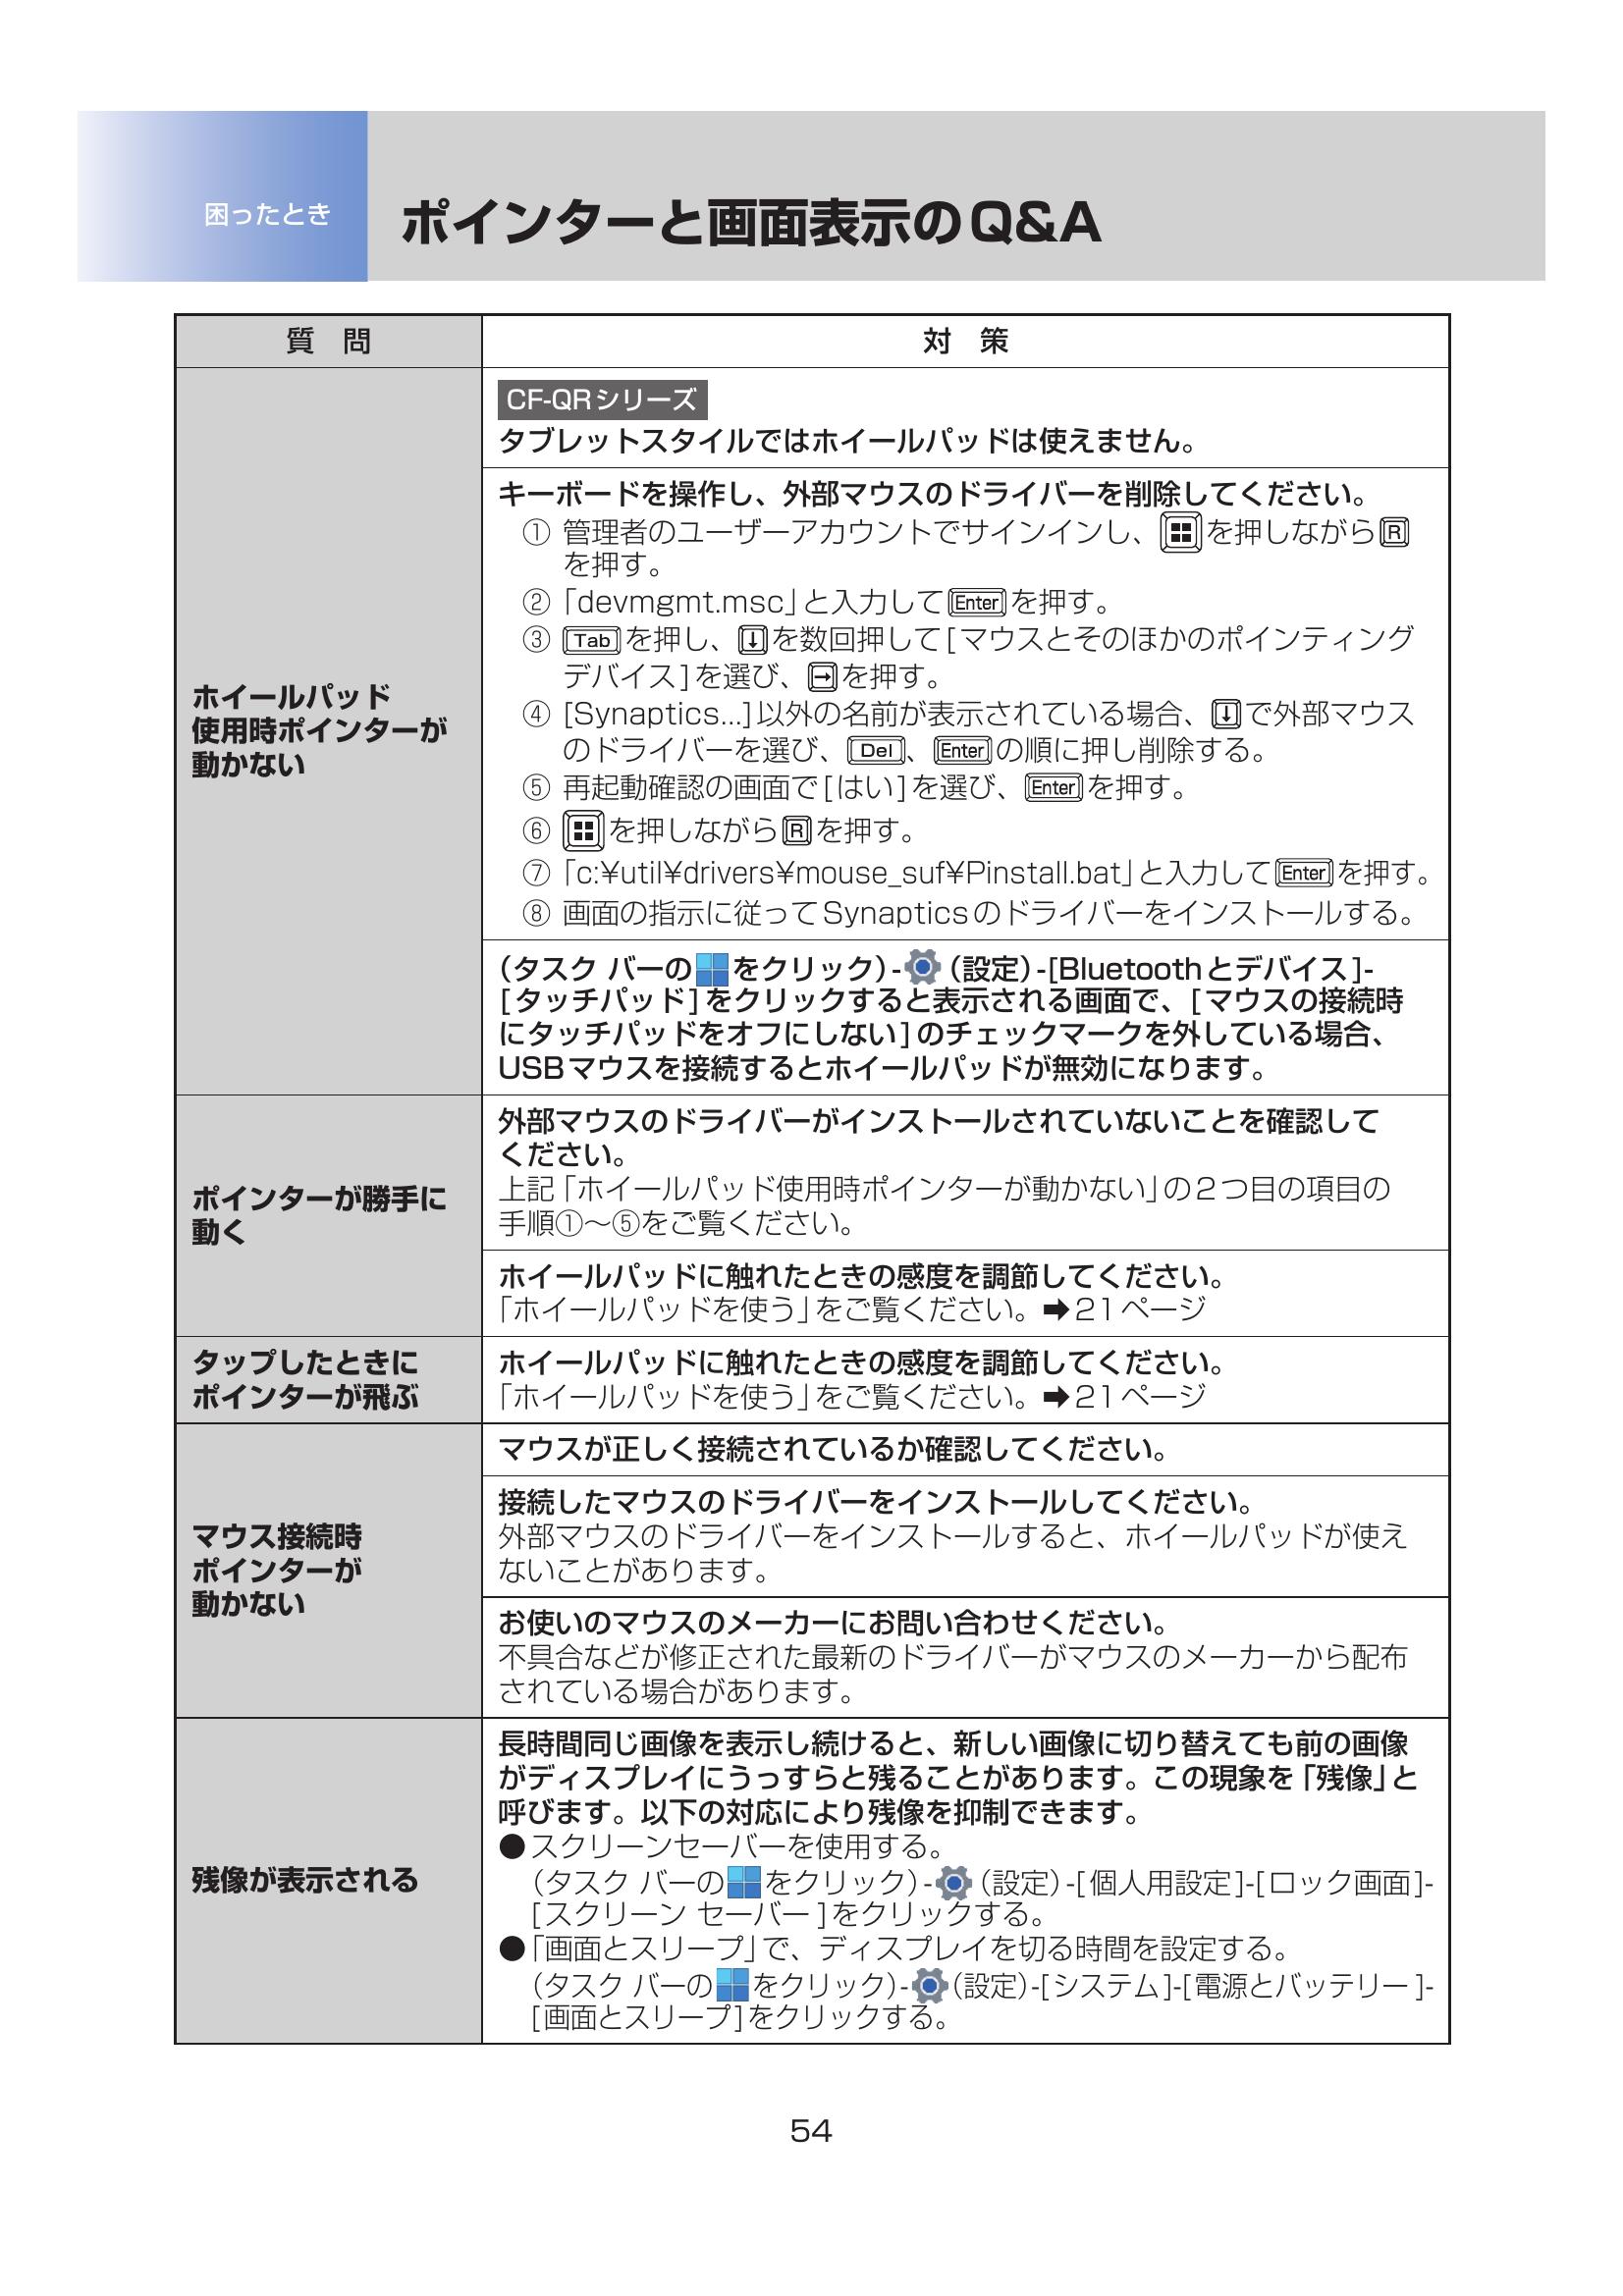 困ったとき
ポインターと画面表示のQ&A
質 問
対 策
ホイールパッド
使用時ポインターが
動かない
CF-QRシリーズ
タブレットスタイルではホイールパッドは使えません。
キーボードを操作し、外部マウスのドライバーを削除してください。
① 管理者のユーザーアカウントでサインインし、を押しながらR
を押す。
②「devmgmt.msc」と入力してEnterを押す。
③ Tabを押し、↓を数回押して[マウスとそのほかのポインティング
デバイス]を選び、→を押す。
④ [Synaptics...]以外の名前が表示されている場合、↓で外部マウス
のドライバーを選び、Del、Enterの順に押し削除する。
⑤ 再起動確認の画面で[はい]を選び、Enterを押す。
⑥ を押しながらRを押す。
⑦「c:¥util¥drivers¥mouse_suf¥Pinstall.bat」と入力してEnterを押す。
⑧ 画面の指示に従ってSynapticsのドライバーをインストールする。
(タスク バーのをクリック)-(設定)-[Bluetoothとデバイス]-
[タッチパッド]をクリックすると表示される画面で、[マウスの接続時
にタッチパッドをオフにしない]のチェックマークを外している場合、
USBマウスを接続するとホイールパッドが無効になります。
ポインターが勝手に
動く
外部マウスのドライバーがインストールされていないことを確認して
ください。
上記「ホイールパッド使用時ポインターが動かない」の2つ目の項目の
手順①～⑤をご覧ください。
ホイールパッドに触れたときの感度を調節してください。
「ホイールパッドを使う」をご覧ください。➡21ページ
タップしたときに
ポインターが飛ぶ
ホイールパッドに触れたときの感度を調節してください。
「ホイールパッドを使う」をご覧ください。➡21ページ
マウス接続時
ポインターが
動かない
マウスが正しく接続されているか確認してください。
接続したマウスのドライバーをインストールしてください。
外部マウスのドライバーをインストールすると、ホイールパッドが使え
ないことがあります。
お使いのマウスのメーカーにお問い合わせください。
不具合などが修正された最新のドライバーがマウスのメーカーから配布
されている場合があります。
残像が表示される
長時間同じ画像を表示し続けると、新しい画像に切り替えても前の画像
がディスプレイにうっすらと残ることがあります。この現象を「残像」と
呼びます。以下の対応により残像を抑制できます。
●スクリーンセーバーを使用する。
(タスク バーのをクリック)-(設定)-[個人用設定]-[ロック画面]-
[スクリーン セーバー]をクリックする。
●「画面とスリープ」で、ディスプレイを切る時間を設定する。
(タスク バーのをクリック)-(設定)-[システム]-[電源とバッテリー]-
[画面とスリープ]をクリックする。
54